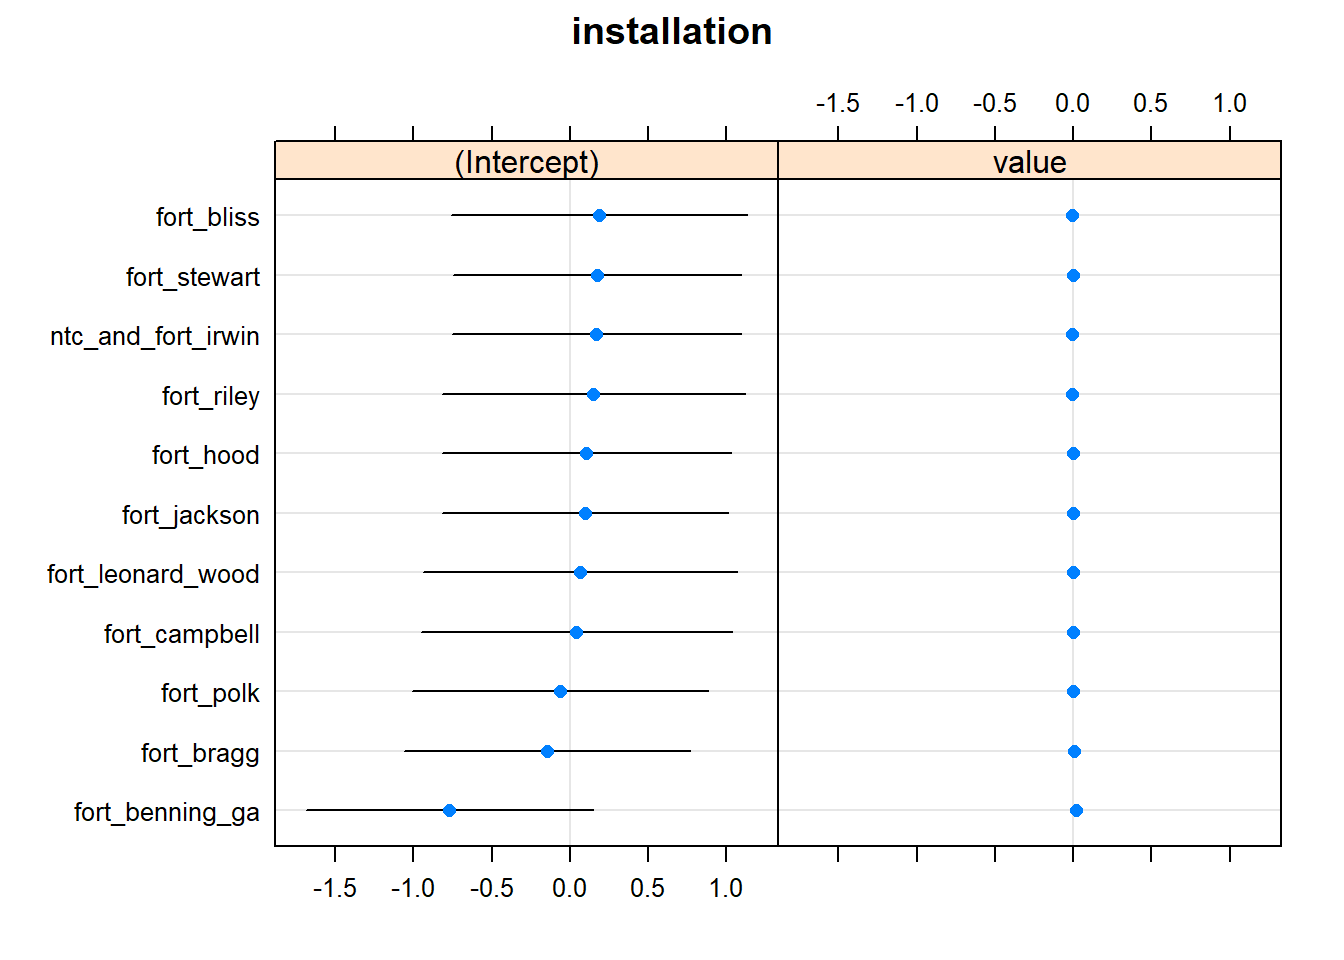 installation
-1.5 -1.0 -0.5 0.0 0.5 1.0
(Intercept) value
fort_bliss
fort_stewart
ntc_and_fort_irwin
fort_riley
fort_hood
fort_jackson
fort_leonard_wood
fort_campbell
fort_polk
fort_bragg
fort_benning_ga
-1.5 -1.0 -0.5 0.0 0.5 1.0